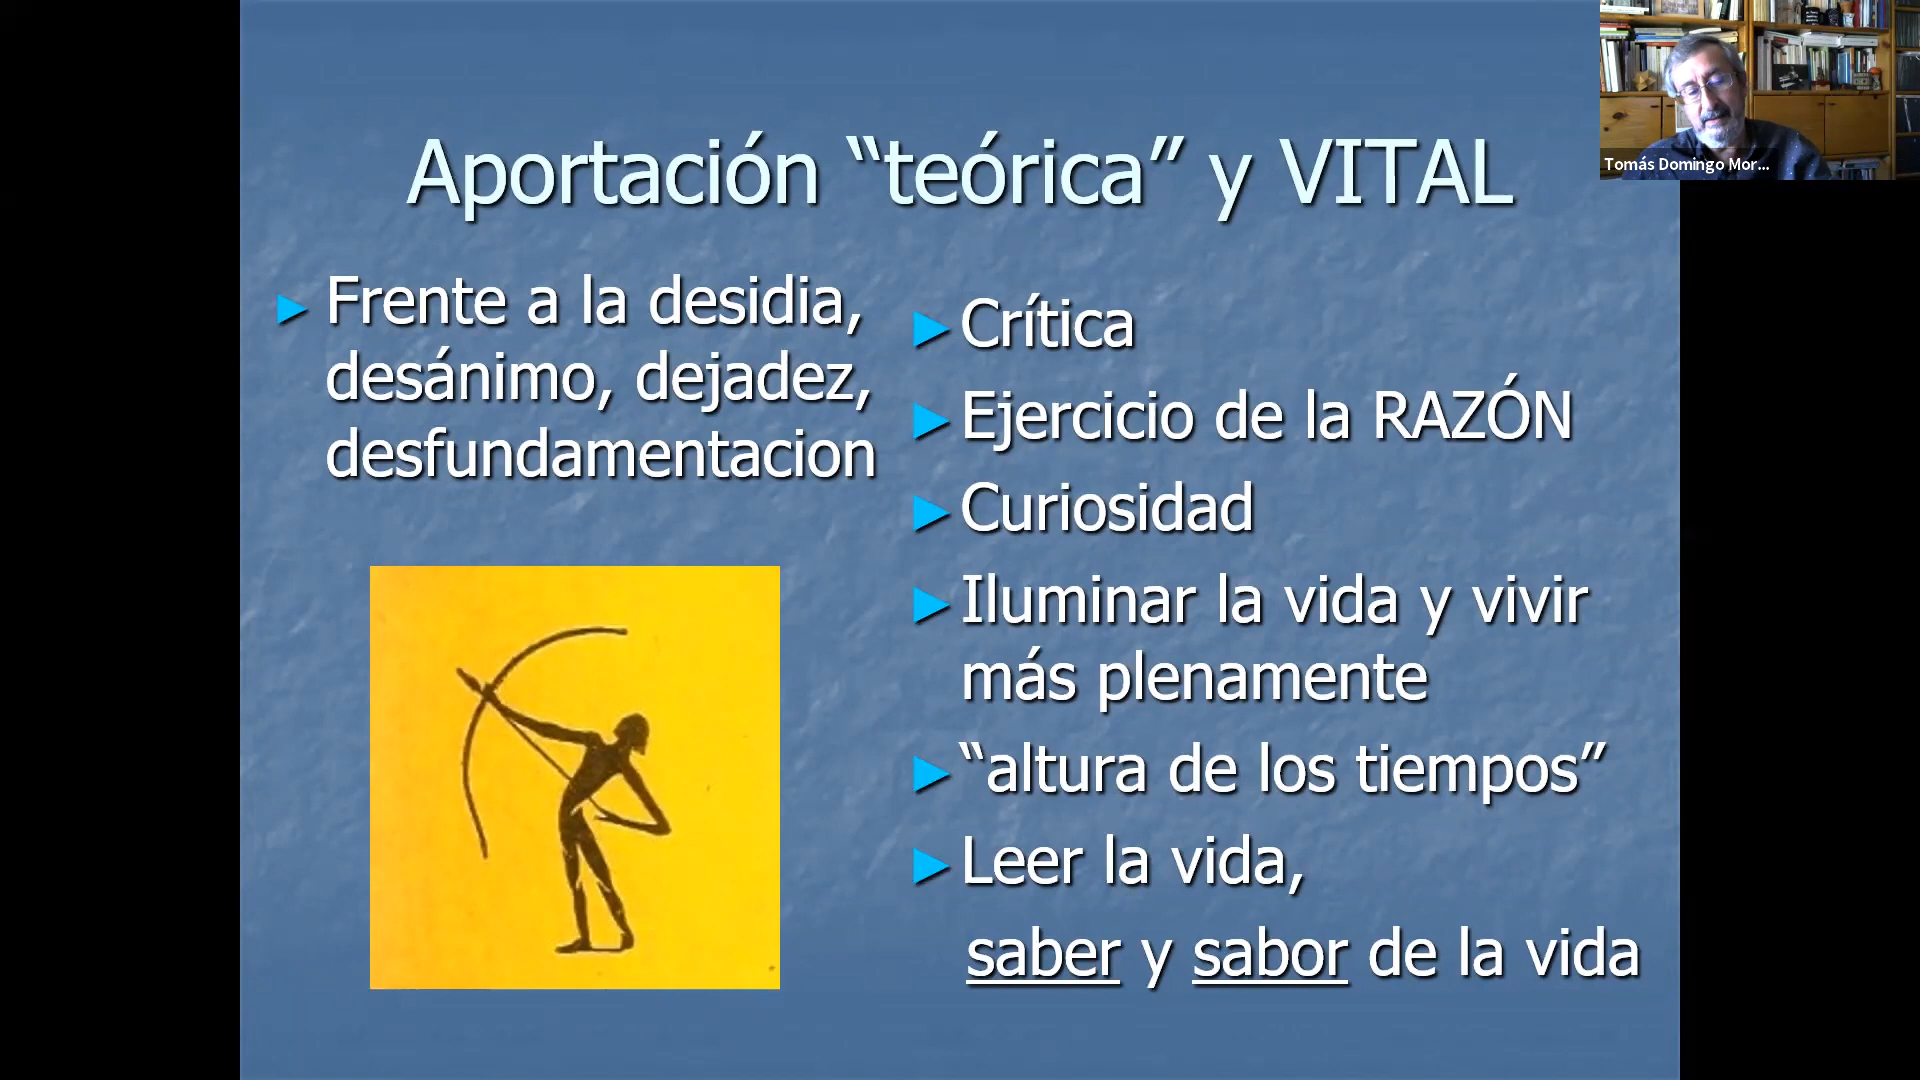 Aportación “teórica” y VITAL
Frente a la desidia,
desánimo, dejadez,
desfundamentacion
Crítica
Ejercicio de la RAZÓN
Curiosidad
Iluminar la vida y vivir
más plenamente
“altura de los tiempos”
Leer la vida,
saber y sabor de la vida
Tomás Domingo Mor...